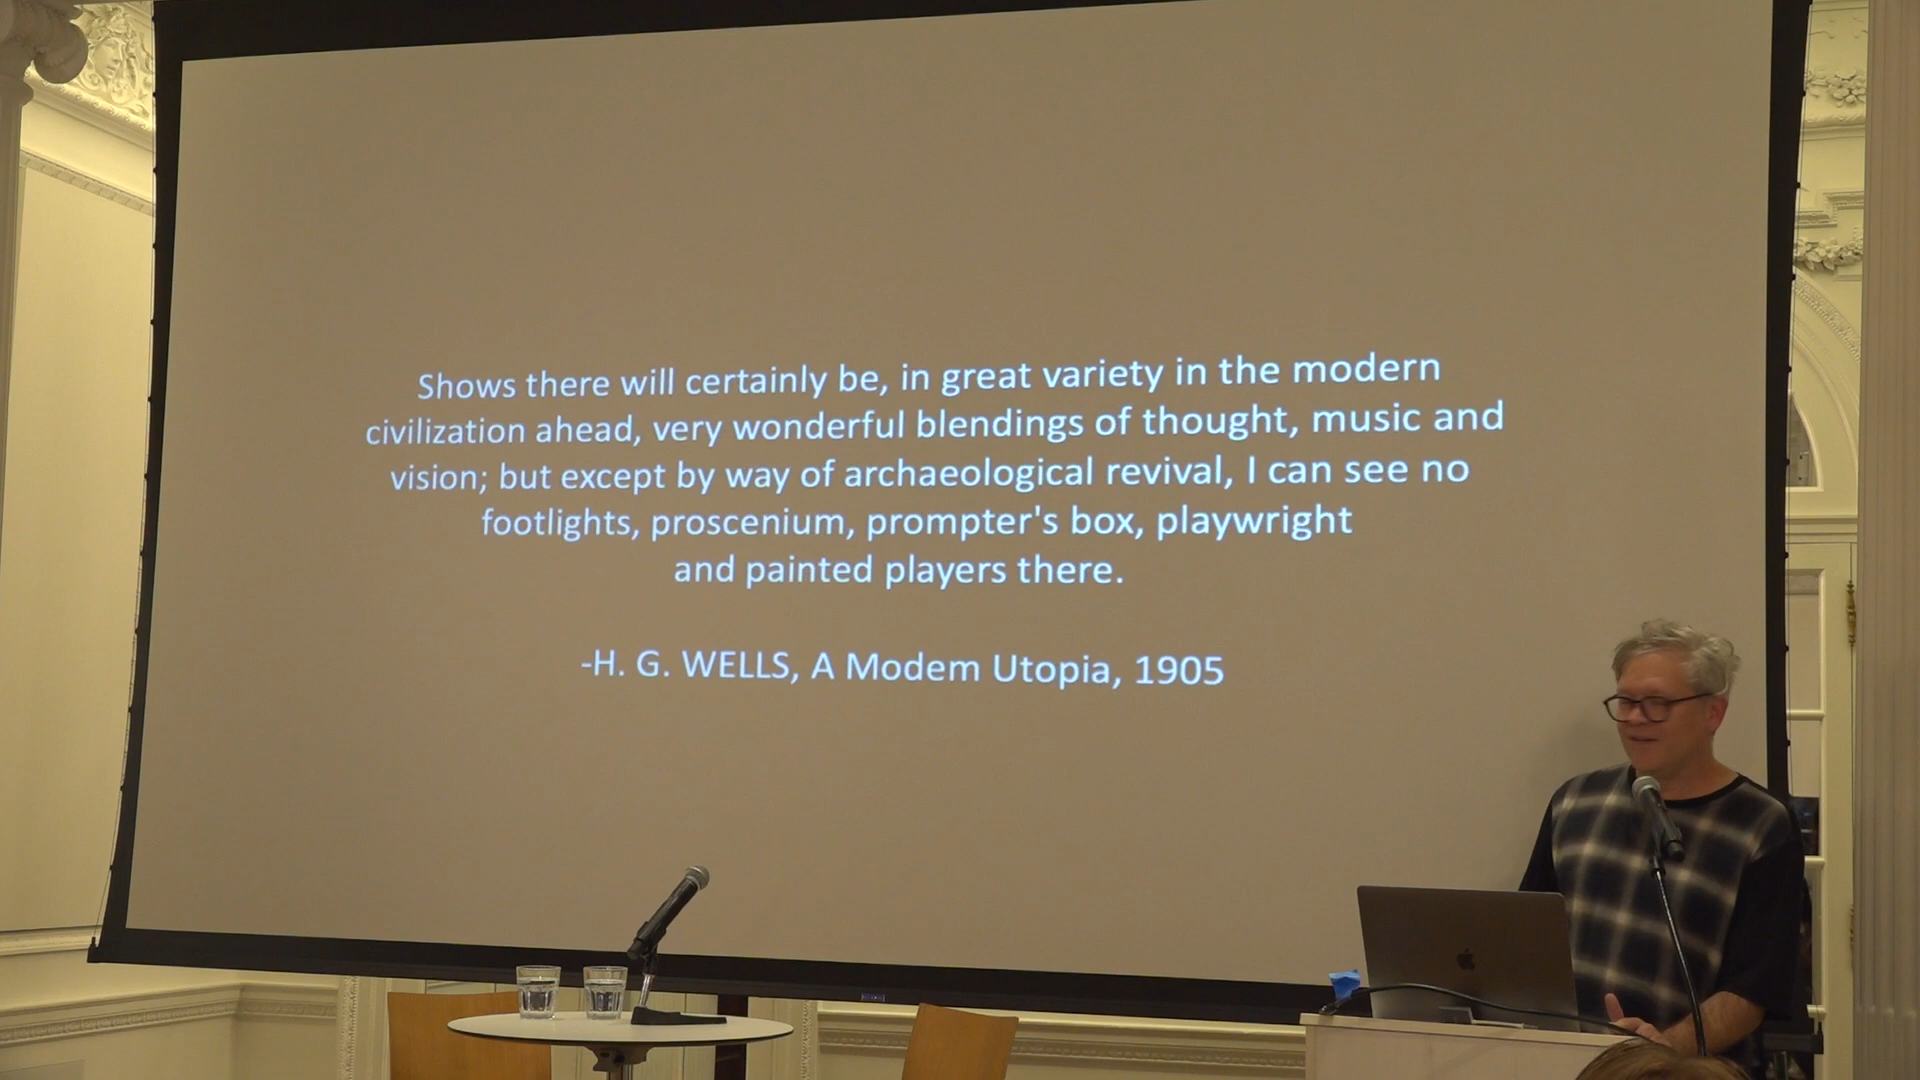 Shows there will certainly be, in great variety in the modern
civilization ahead, very wonderful blendings of thought, music and
vision; but except by way of archaeological revival, I can see no
footlights, proscenium, prompter's box, playwright
and painted players there.
-H. G. WELLS, A Modem Utopia, 1905